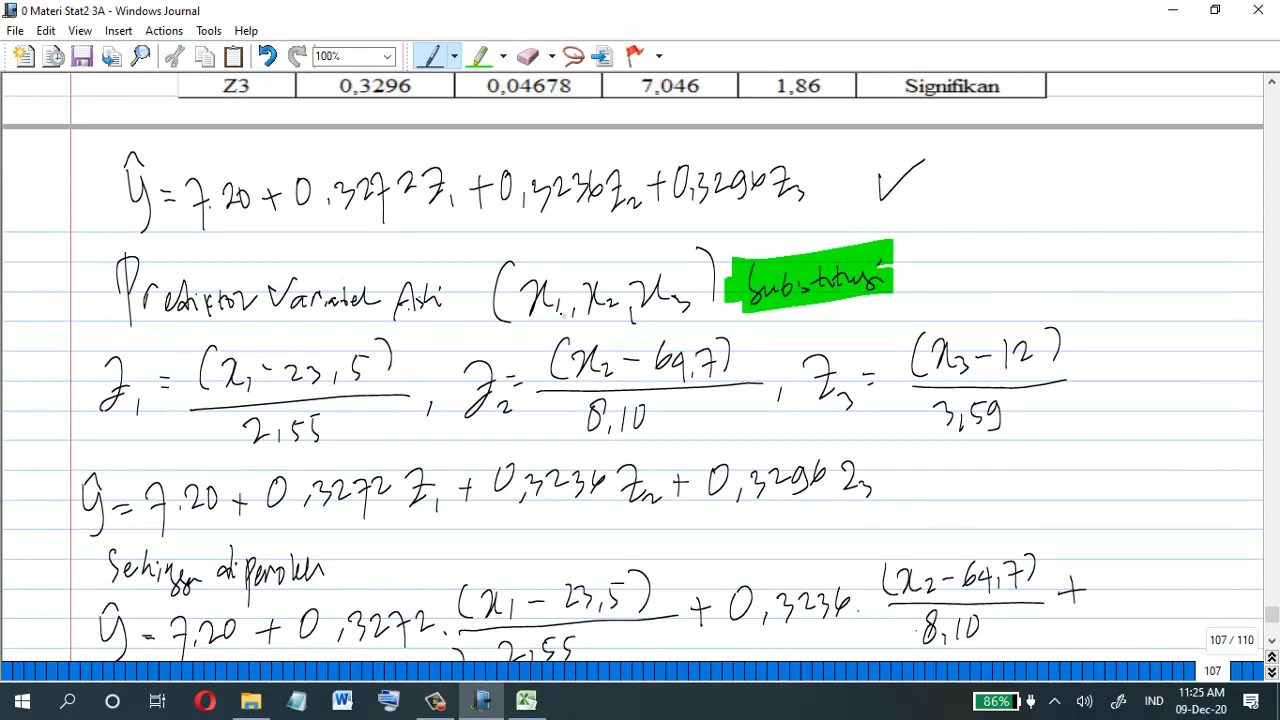 0 Materi Stat2 3A - Windows Journal
File Edit View Insert Actions Tools Help
100%
Z3 0,3296 0,04678 7,046 1,86 Signifikan
ŷ = 7.20 + 0,3272 Z₁ + 0,3236 Z₂ + 0,3296 Z₃ ✓
Prediktor Variabel Asli (x₁, x₂, x₃) Substitusi
Z₁ = (x₁ - 23,5) / 2,55 , Z₂ = (x₂ - 64,7) / 8,10 , Z₃ = (x₃ - 12) / 3,59
ŷ = 7.20 + 0,3272 Z₁ + 0,3236 Z₂ + 0,3296 Z₃
Sehingga diperoleh
ŷ = 7.20 + 0,3272 . (x₁ - 23,5) / 2,55 + 0,3236 . (x₂ - 64,7) / 8,10 +
107 / 110
107
86% IND 11:25 AM
09-Dec-20